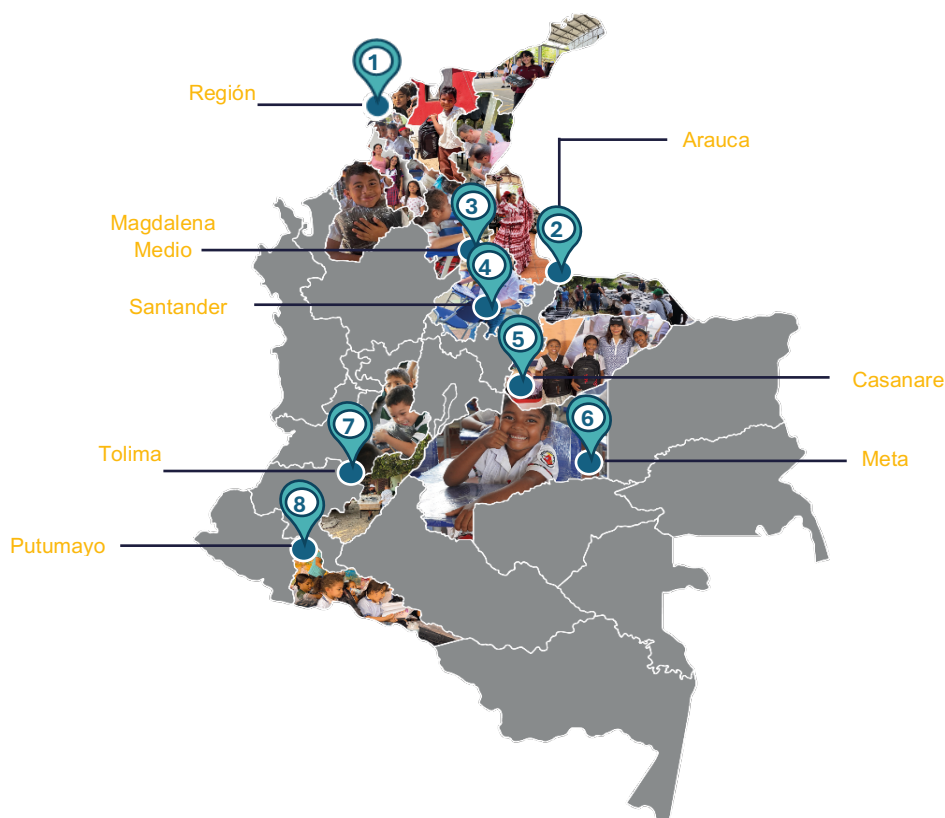 1
Región
2
Arauca
3
Magdalena
Medio
4
Santander
5
Casanare
6
Meta
7
Tolima
8
Putumayo